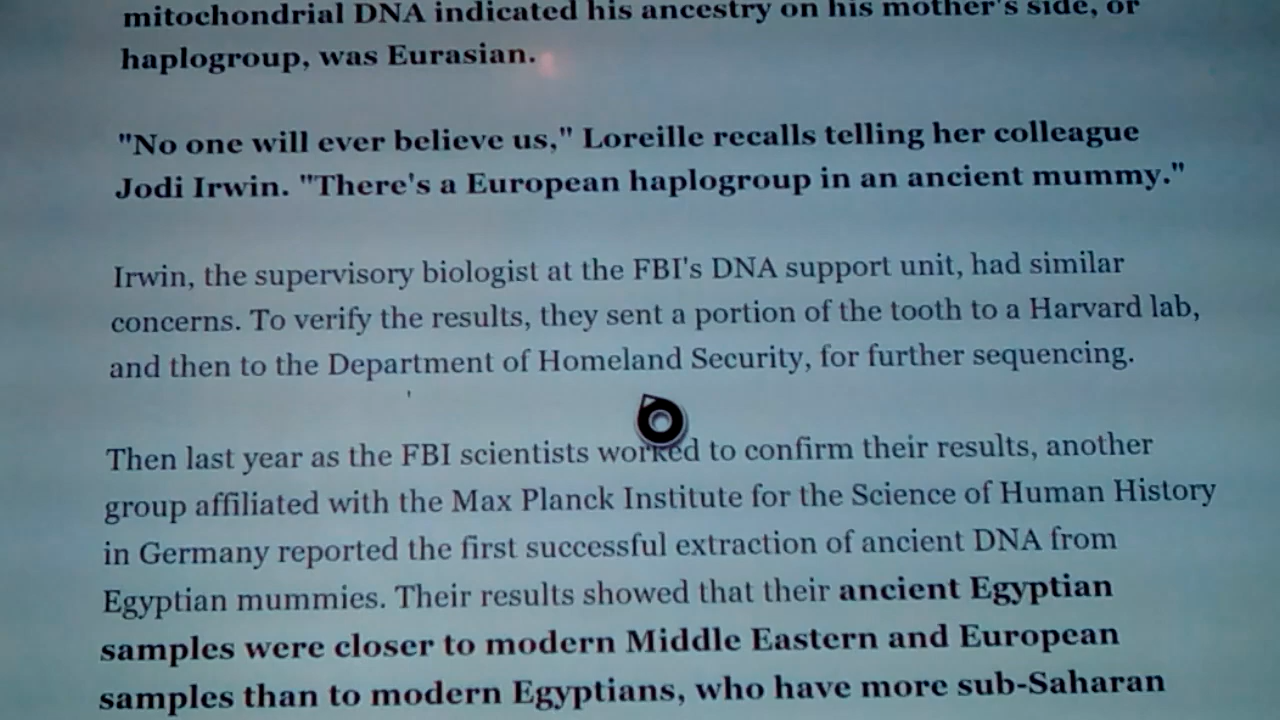 mitochondrial DNA indicated his ancestry on his mother's side, or
haplogroup, was Eurasian.
"No one will ever believe us," Loreille recalls telling her colleague
Jodi Irwin. "There's a European haplogroup in an ancient mummy."
Irwin, the supervisory biologist at the FBI's DNA support unit, had similar
concerns. To verify the results, they sent a portion of the tooth to a Harvard lab,
and then to the Department of Homeland Security, for further sequencing.
Then last year as the FBI scientists worked to confirm their results, another
group affiliated with the Max Planck Institute for the Science of Human History
in Germany reported the first successful extraction of ancient DNA from
Egyptian mummies. Their results showed that their ancient Egyptian
samples were closer to modern Middle Eastern and European
samples than to modern Egyptians, who have more sub-Saharan